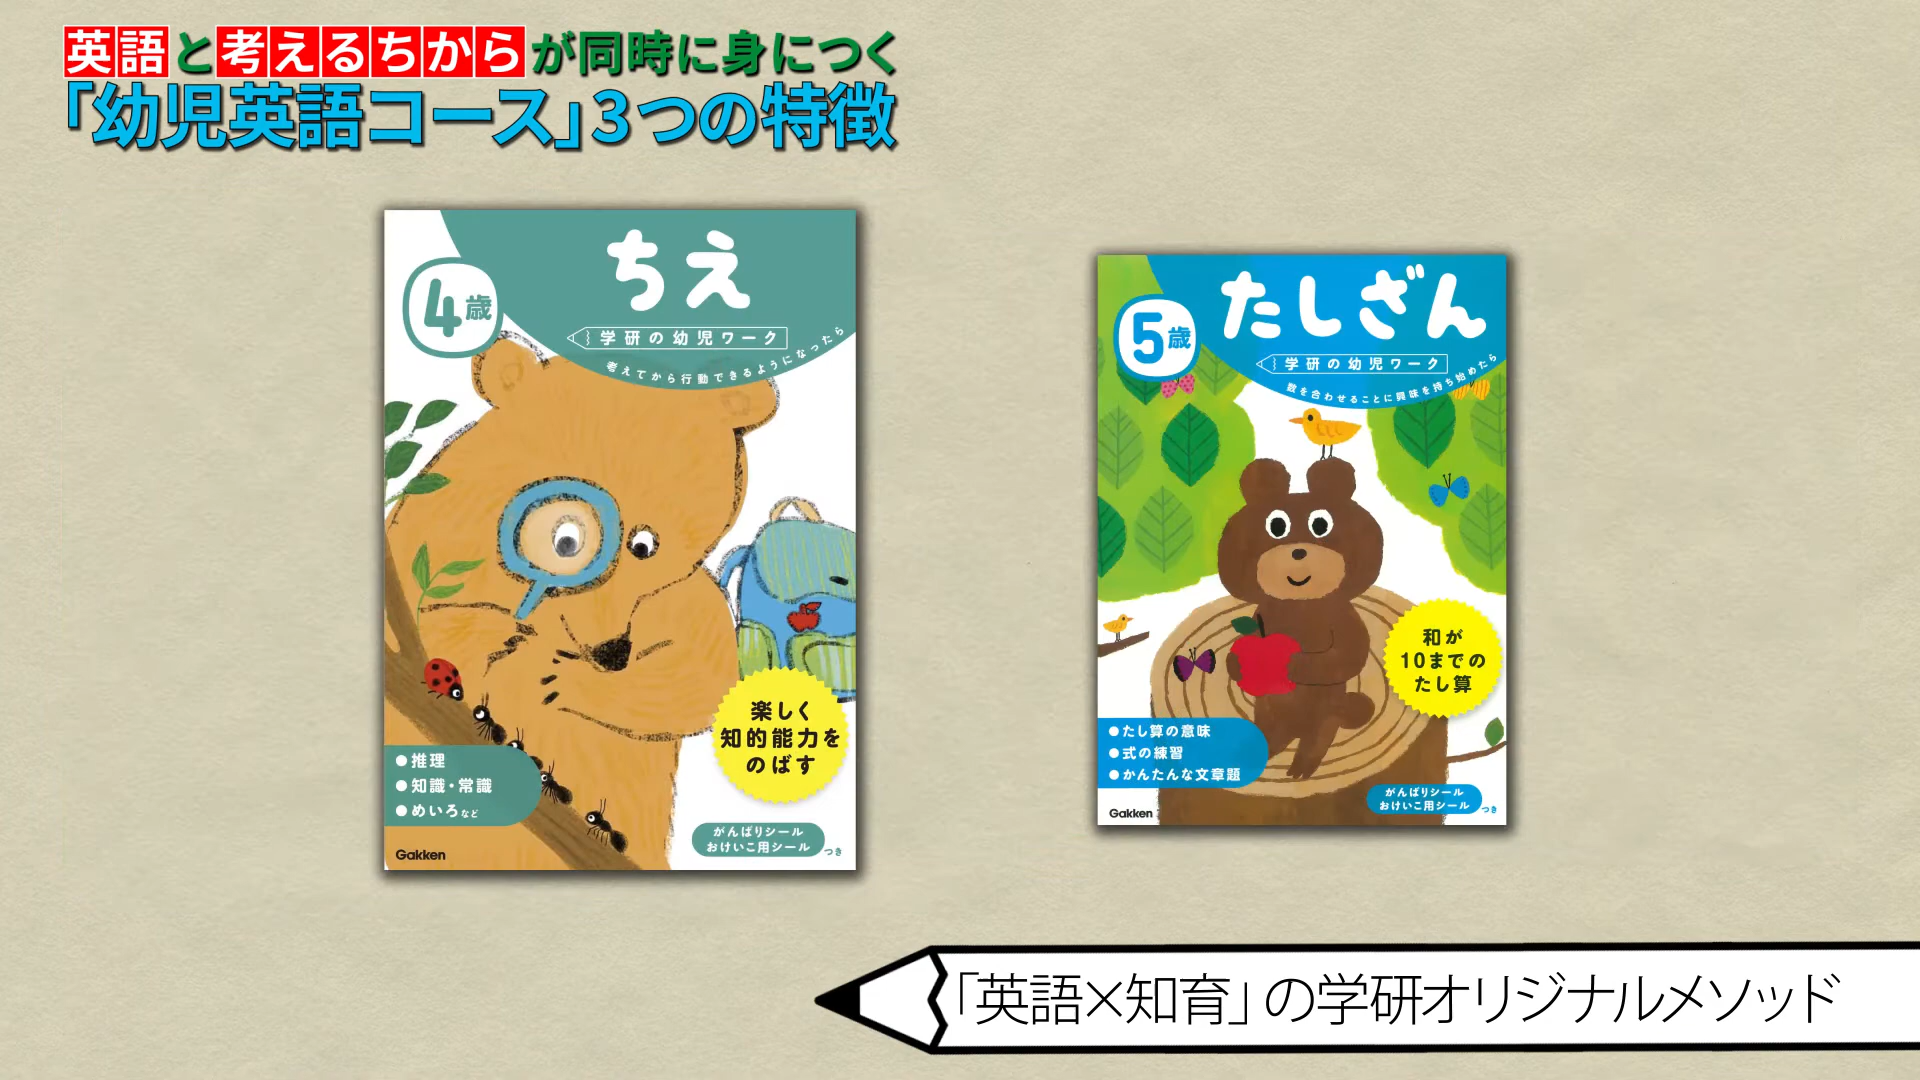 英語と考えるちからが同時に身につく
「幼児英語コース」3つの特徴
4歳
ちえ
学研の幼児ワーク
考えてから行動できるようになったら
楽しく
知的能力を
のばす
●推理
●知識・常識
●めいろなど
がんばりシール
おけいこ用シール
つき
Gakken
5歳
たしざん
学研の幼児ワーク
数を合わせることに興味を持ち始めたら
和が
10までの
たし算
●たし算の意味
●式の練習
●かんたんな文章題
がんばりシール
おけいこ用シール
つき
Gakken
「英語×知育」の学研オリジナルメソッド